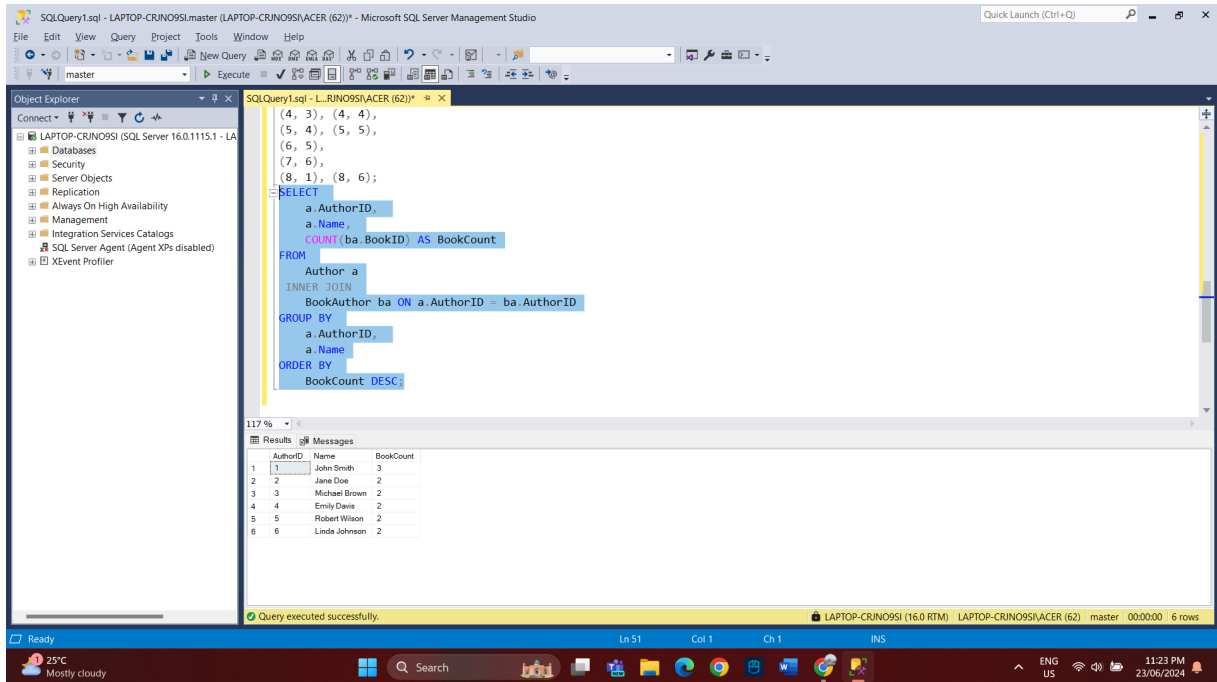 SQLQuery1.sql - LAPTOP-CRJNO9SI.master (LAPTOP-CRJNO9SI\ACER (62))* - Microsoft SQL Server Management Studio
Quick Launch (Ctrl+Q)
File Edit View Query Project Tools Window Help
New Query
master
Execute
Object Explorer
Connect
LAPTOP-CRJNO9SI (SQL Server 16.0.1115.1 - LA
Databases
Security
Server Objects
Replication
Always On High Availability
Management
Integration Services Catalogs
SQL Server Agent (Agent XPs disabled)
XEvent Profiler
SQLQuery1.sql - L...RJNO9SI\ACER (62))*
(4, 3), (4, 4),
(5, 4), (5, 5),
(6, 5),
(7, 6),
(8, 1), (8, 6);
SELECT
a.AuthorID,
a.Name,
COUNT(ba.BookID) AS BookCount
FROM
Author a
INNER JOIN
BookAuthor ba ON a.AuthorID = ba.AuthorID
GROUP BY
a.AuthorID,
a.Name
ORDER BY
BookCount DESC;
117 %
Results Messages
AuthorID Name BookCount
1 1 John Smith 3
2 2 Jane Doe 2
3 3 Michael Brown 2
4 4 Emily Davis 2
5 5 Robert Wilson 2
6 6 Linda Johnson 2
Query executed successfully.
LAPTOP-CRJNO9SI (16.0 RTM) LAPTOP-CRJNO9SI\ACER (62) master 00:00:00 6 rows
Ready Ln 51 Col 1 Ch 1 INS
1
25°C
Mostly cloudy
Search
ENG
US
11:23 PM
23/06/2024